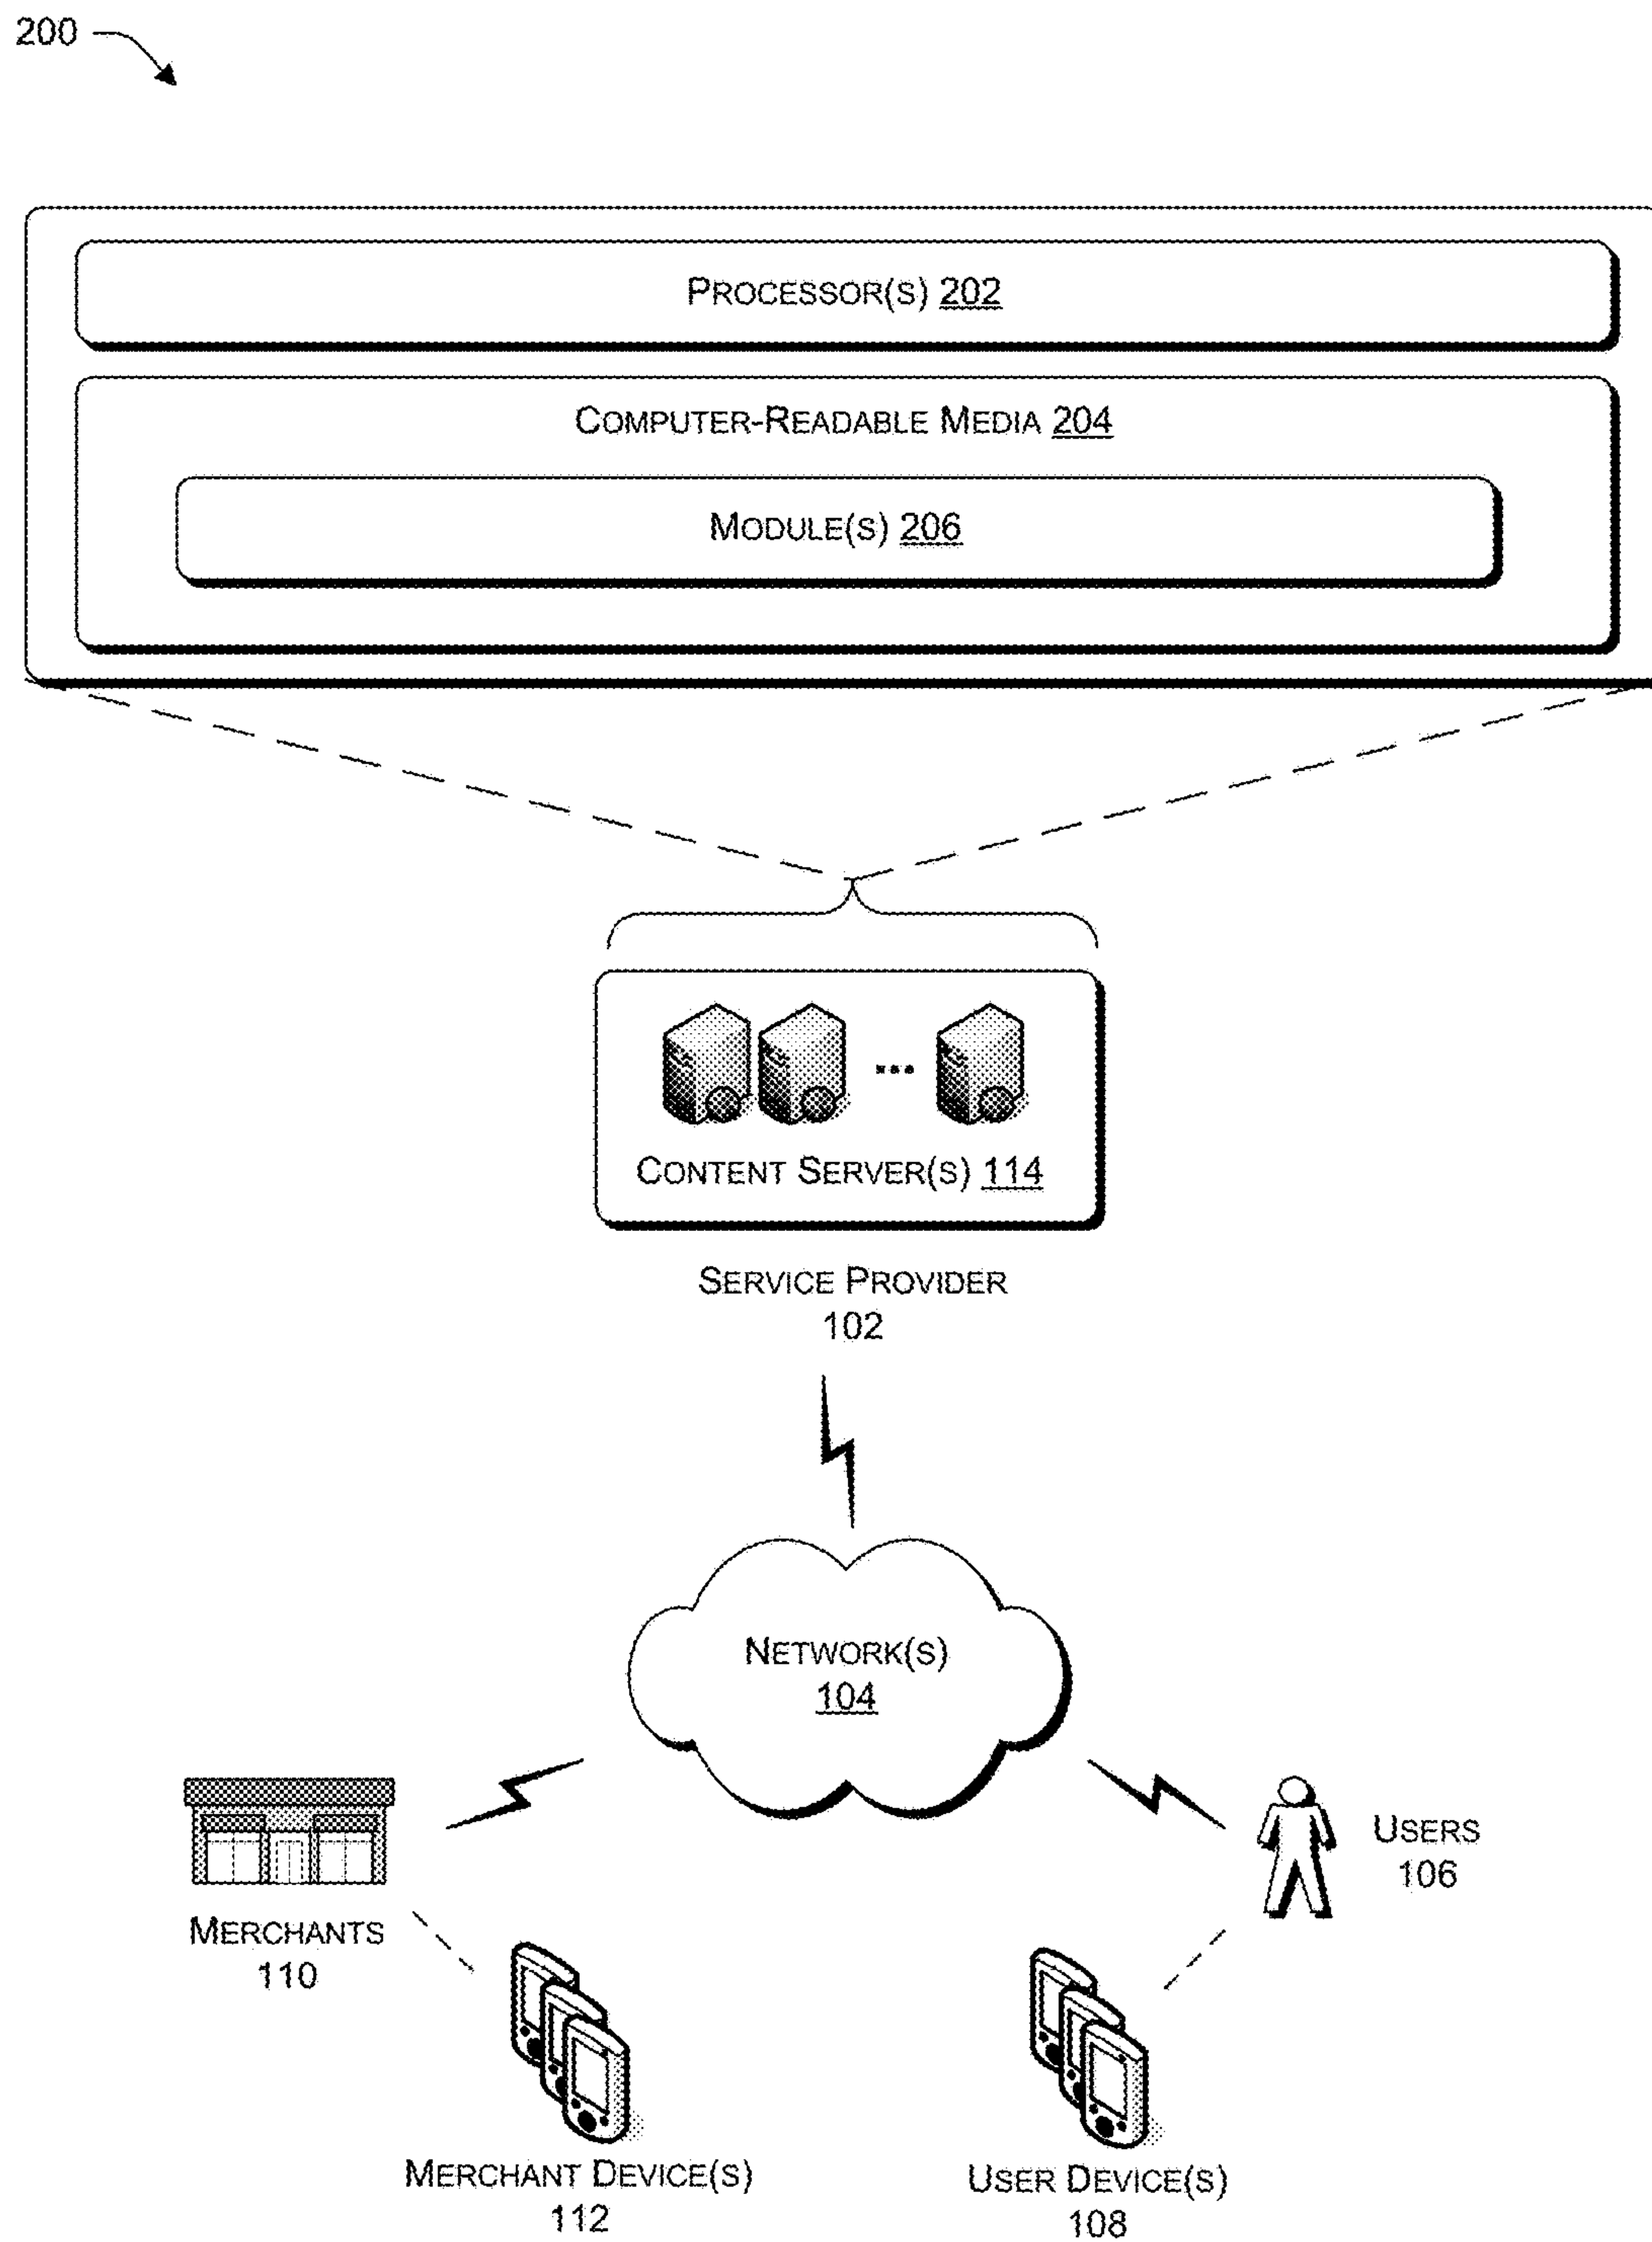 200
PROCESSOR(S) 202
COMPUTER-READABLE MEDIA 204
MODULE(S) 206
...
CONTENT SERVER(S) 114
SERVICE PROVIDER
102
NETWORK(S)
104
USERS
106
MERCHANTS
110
MERCHANT DEVICE(S)
112
USER DEVICE(S)
108